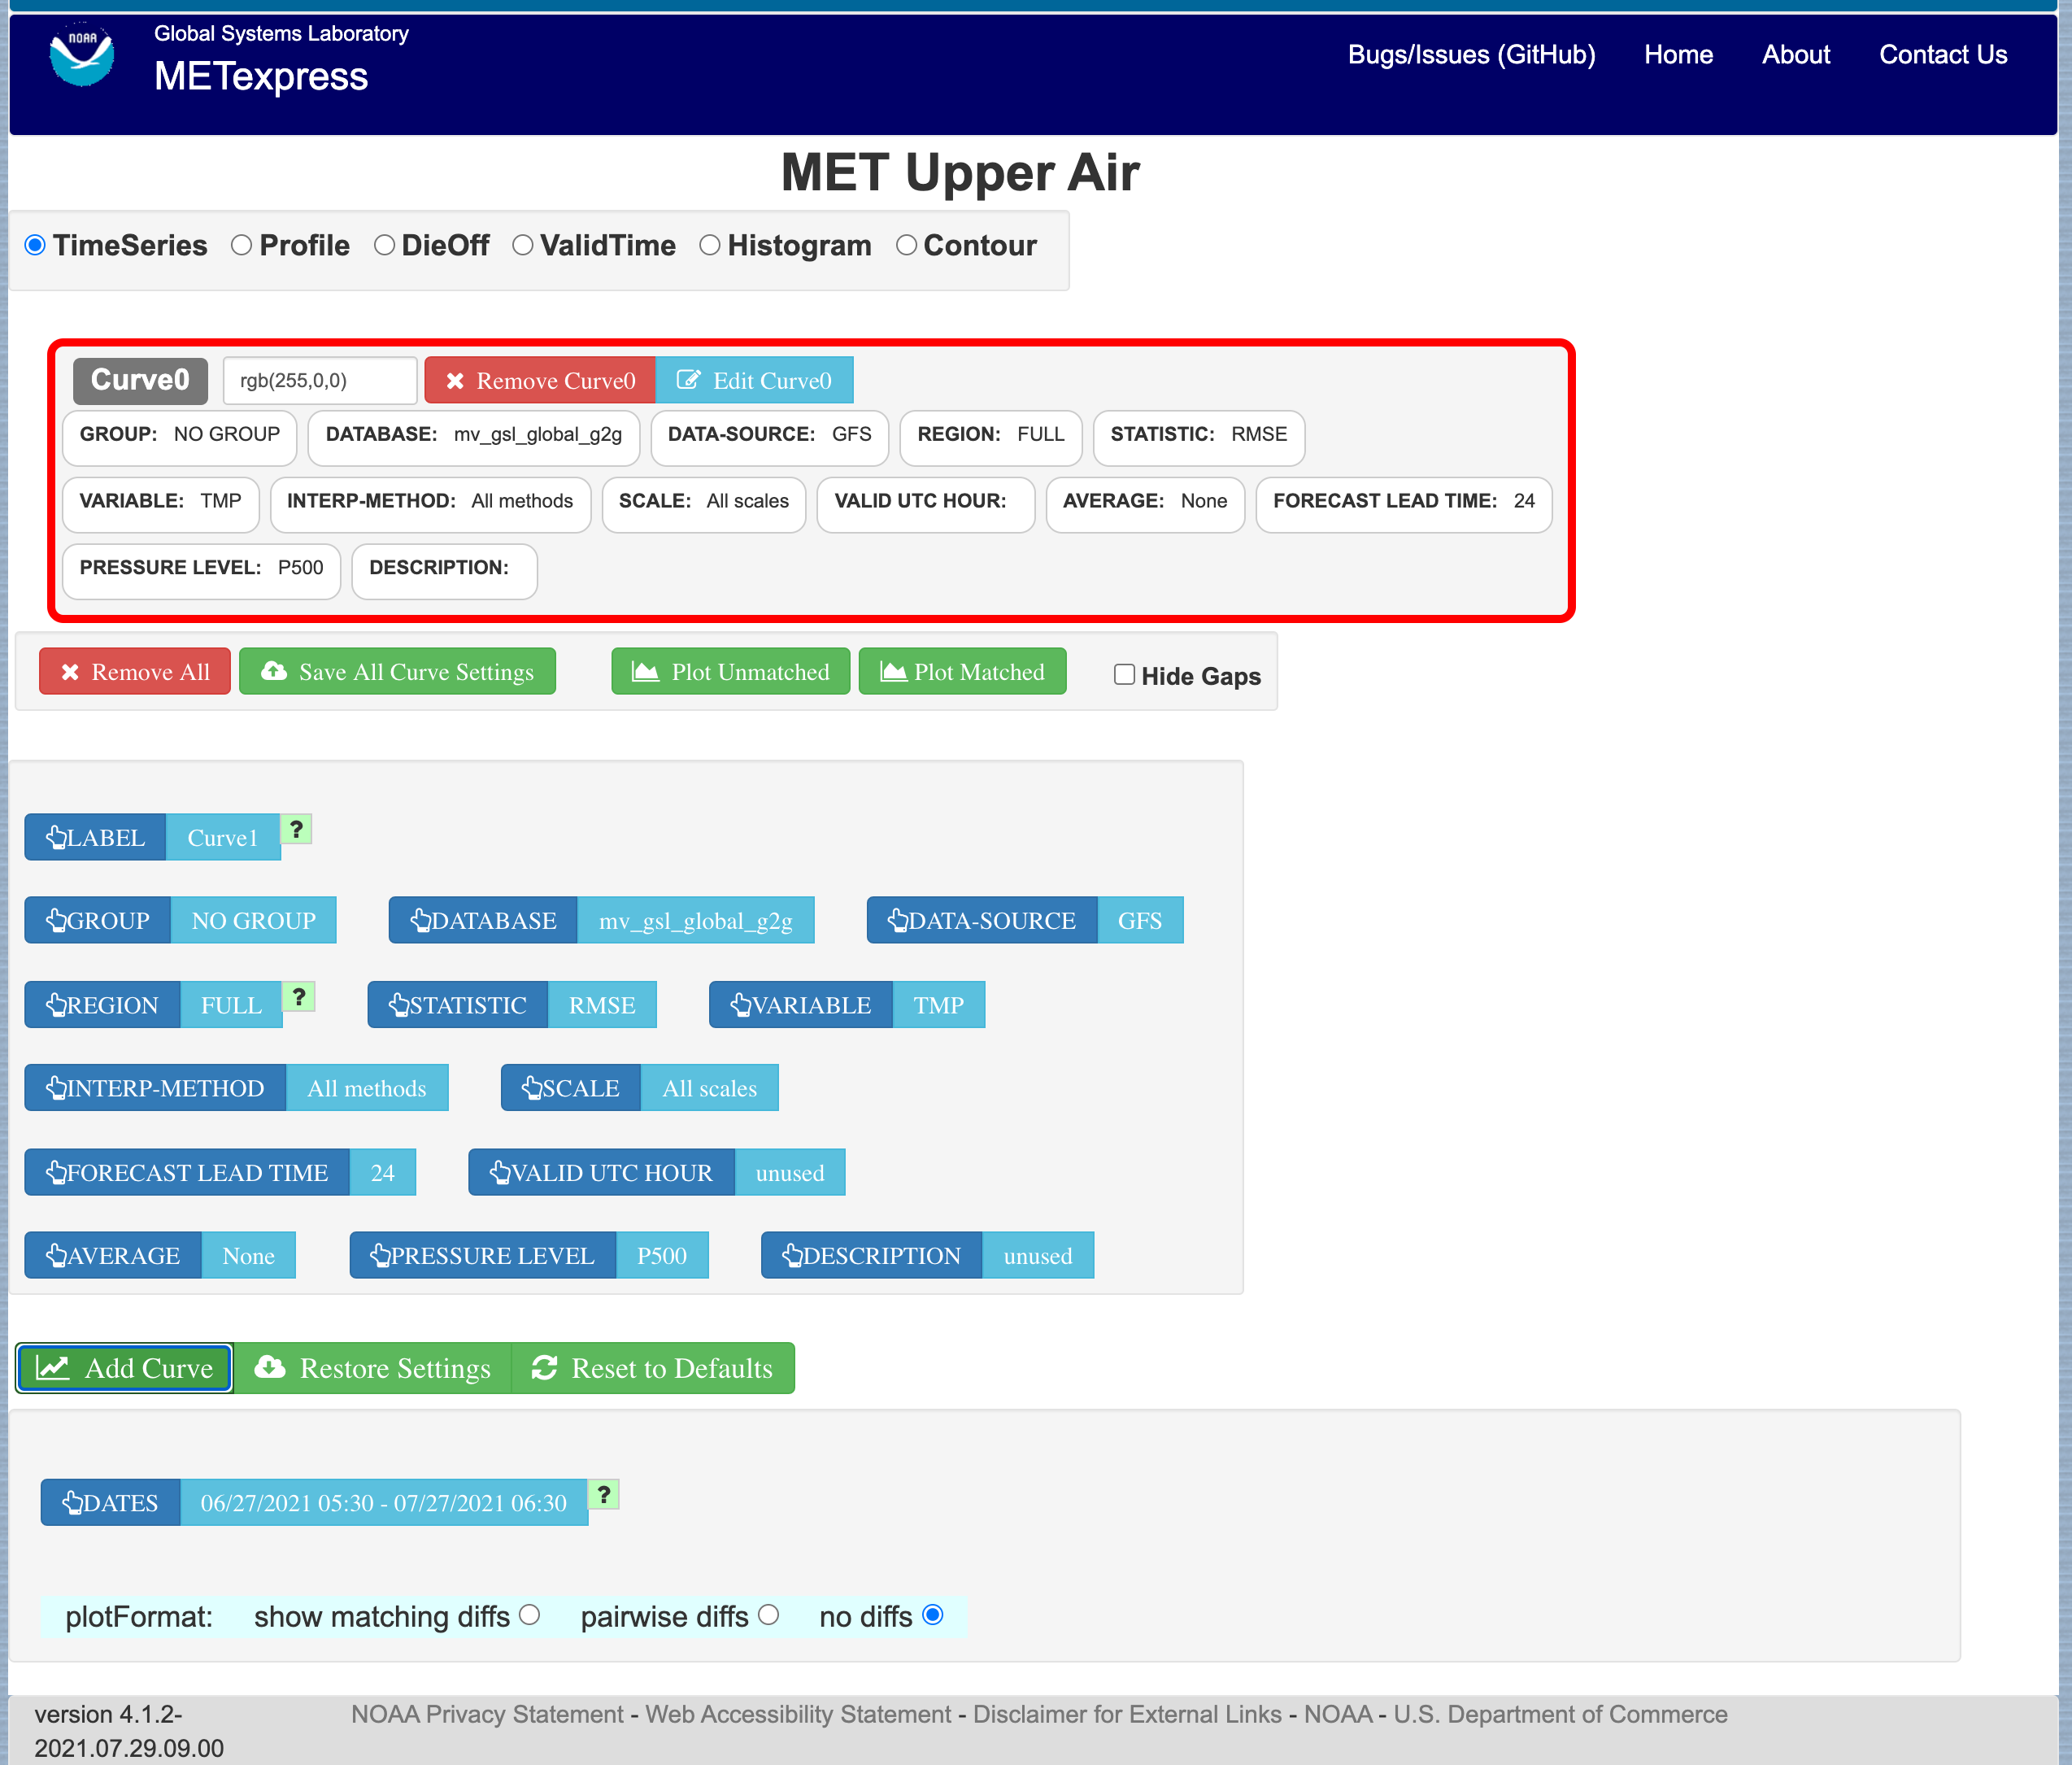 NOAA
Global Systems Laboratory
METexpress
Bugs/Issues (GitHub) Home About Contact Us
MET Upper Air
TimeSeries Profile DieOff ValidTime Histogram Contour
Curve0 rgb(255,0,0) Remove Curve0 Edit Curve0
GROUP: NO GROUP DATABASE: mv_gsl_global_g2g DATA-SOURCE: GFS REGION: FULL STATISTIC: RMSE
VARIABLE: TMP INTERP-METHOD: All methods SCALE: All scales VALID UTC HOUR: AVERAGE: None FORECAST LEAD TIME: 24
PRESSURE LEVEL: P500 DESCRIPTION:
Remove All Save All Curve Settings Plot Unmatched Plot Matched Hide Gaps
LABEL Curve1 ?
GROUP NO GROUP DATABASE mv_gsl_global_g2g DATA-SOURCE GFS
REGION FULL ? STATISTIC RMSE VARIABLE TMP
INTERP-METHOD All methods SCALE All scales
FORECAST LEAD TIME 24 VALID UTC HOUR unused
AVERAGE None PRESSURE LEVEL P500 DESCRIPTION unused
Add Curve Restore Settings Reset to Defaults
DATES 06/27/2021 05:30 - 07/27/2021 06:30 ?
plotFormat: show matching diffs pairwise diffs no diffs
version 4.1.2-
2021.07.29.09.00
NOAA Privacy Statement - Web Accessibility Statement - Disclaimer for External Links - NOAA - U.S. Department of Commerce